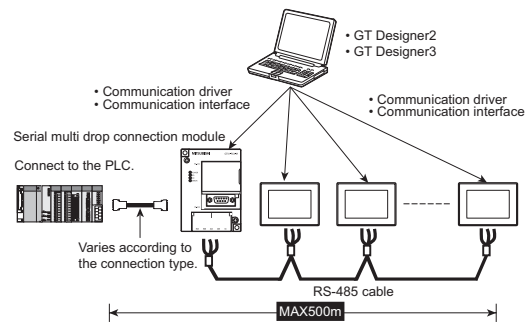 • GT Designer2
• GT Designer3
• Communication driver
• Communication interface
• Communication driver
• Communication interface
Serial multi drop connection module
Connect to the PLC.
MITSUBISHI
Varies according to
the connection type.
RS-485 cable
MAX500m